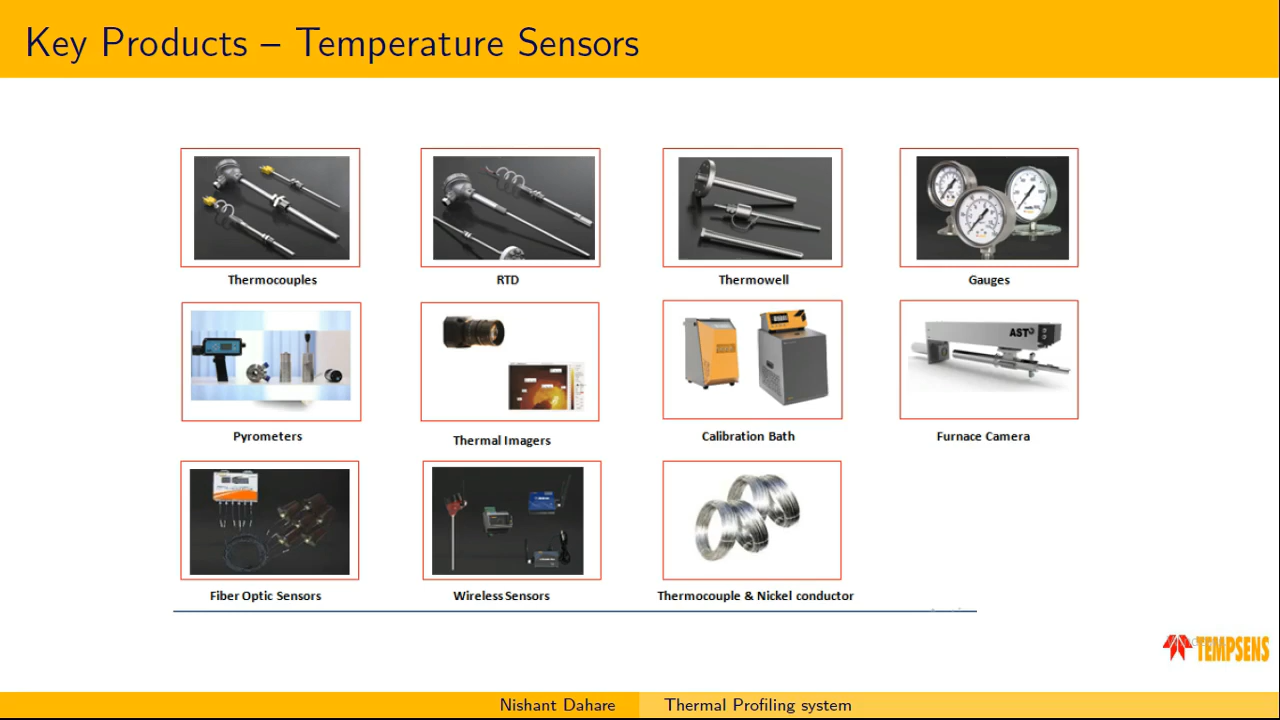 Key Products – Temperature Sensors
Thermocouples
RTD
Thermowell
Gauges
AST
Pyrometers
Thermal Imagers
Calibration Bath
Furnace Camera
Fiber Optic Sensors
Wireless Sensors
Thermocouple & Nickel conductor
TEMPSENS
Nishant Dahare
Thermal Profiling system